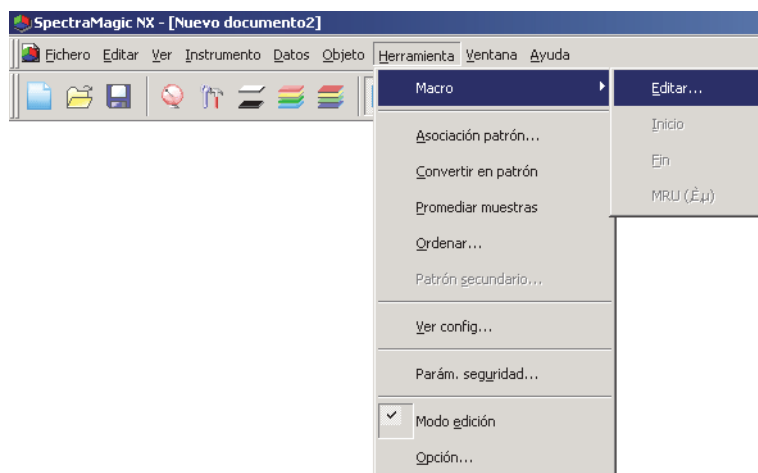 SpectraMagic NX - [Nuevo documento2]
Fichero Editar Ver Instrumento Datos Objeto Herramienta Ventana Ayuda
Macro
Editar...
Inicio
Fin
MRU (.È,µ)
Asociación patrón...
Convertir en patrón
Promediar muestras
Ordenar...
Patrón secundario...
Ver config...
Parám. seguridad...
Modo edición
Opción...